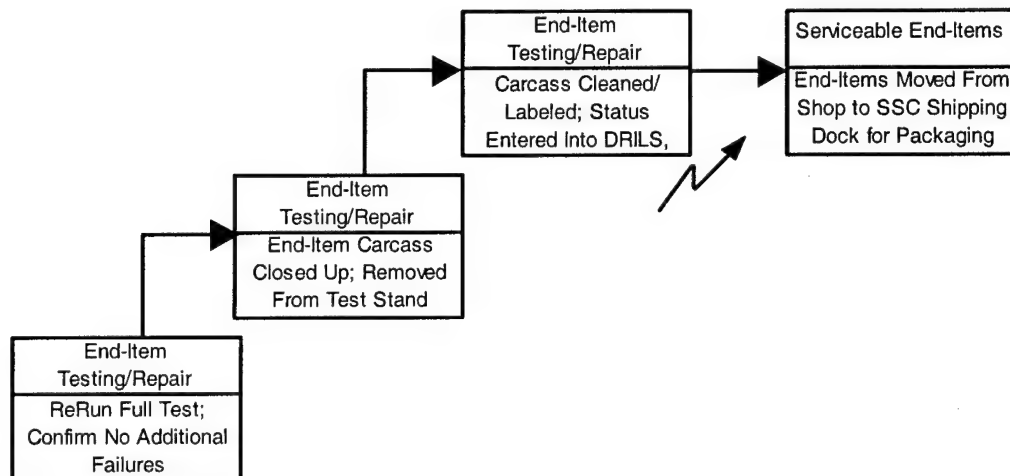 End-Item
Testing/Repair
Carcass Cleaned/
Labeled; Status
Entered Into DRILS,
Serviceable End-Items
End-Items Moved From
Shop to SSC Shipping
Dock for Packaging
End-Item
Testing/Repair
End-Item Carcass
Closed Up; Removed
From Test Stand
End-Item
Testing/Repair
ReRun Full Test;
Confirm No Additional
Failures